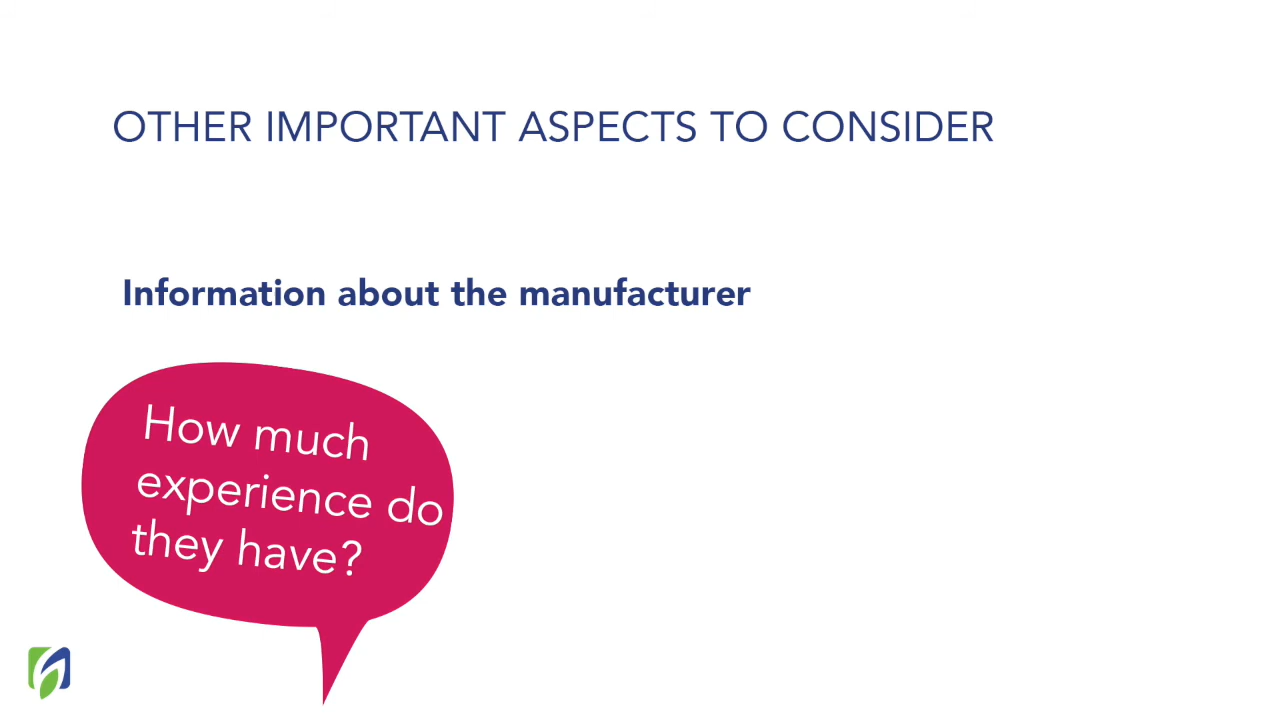 OTHER IMPORTANT ASPECTS TO CONSIDER
Information about the manufacturer
How much
experience do
they have?